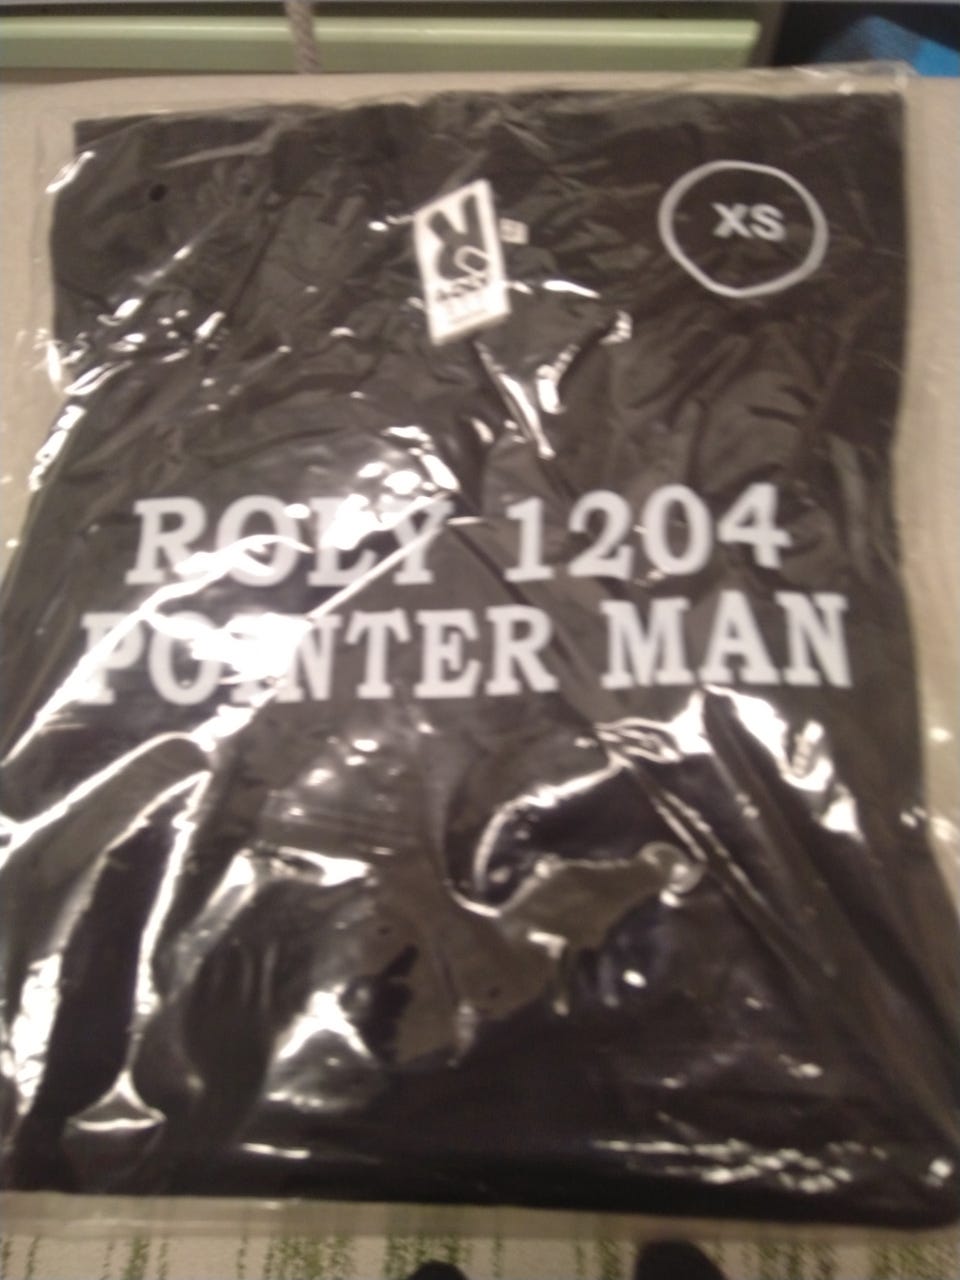 XS
ROLY 1204
POINTER MAN